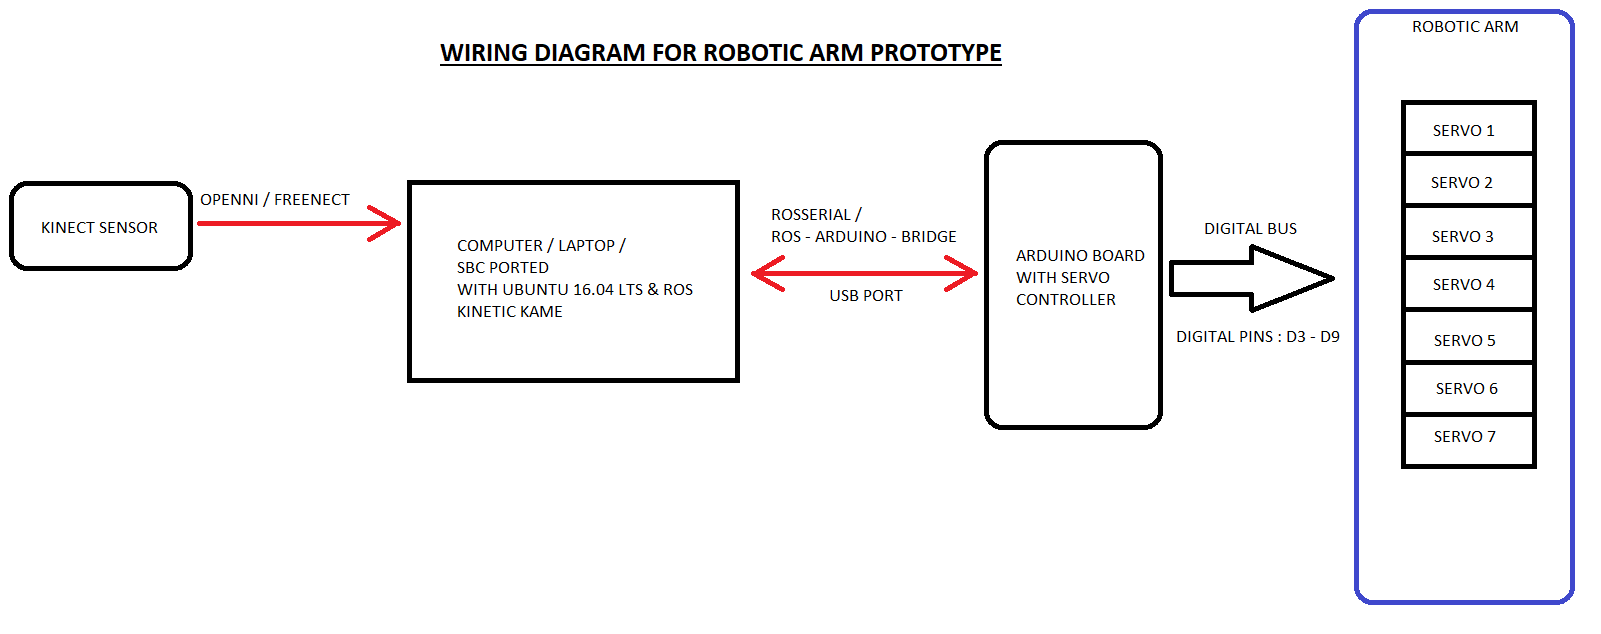 WIRING DIAGRAM FOR ROBOTIC ARM PROTOTYPE
KINECT SENSOR
OPENNI / FREENECT
COMPUTER / LAPTOP /
SBC PORTED
WITH UBUNTU 16.04 LTS & ROS
KINETIC KAME
ROSSERIAL /
ROS - ARDUINO - BRIDGE
USB PORT
ARDUINO BOARD
WITH SERVO
CONTROLLER
DIGITAL BUS
DIGITAL PINS : D3 - D9
ROBOTIC ARM
SERVO 1
SERVO 2
SERVO 3
SERVO 4
SERVO 5
SERVO 6
SERVO 7